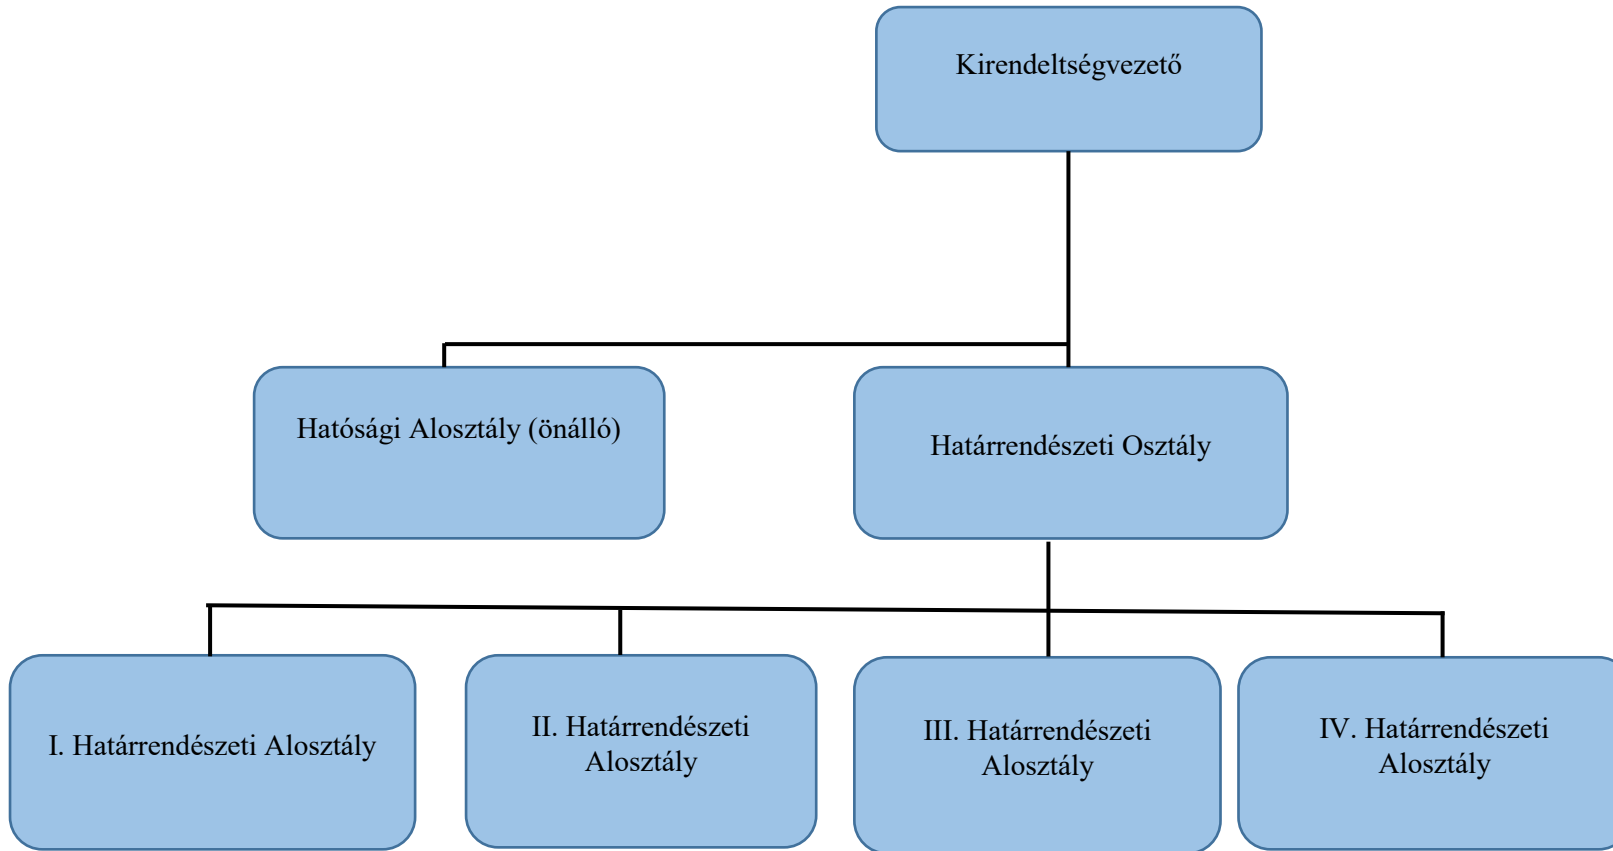 Kirendeltségvezető
Hatósági Alosztály (önálló)
Határrendészeti Osztály
I. Határrendészeti Alosztály
II. Határrendészeti
Alosztály
III. Határrendészeti
Alosztály
IV. Határrendészeti
Alosztály